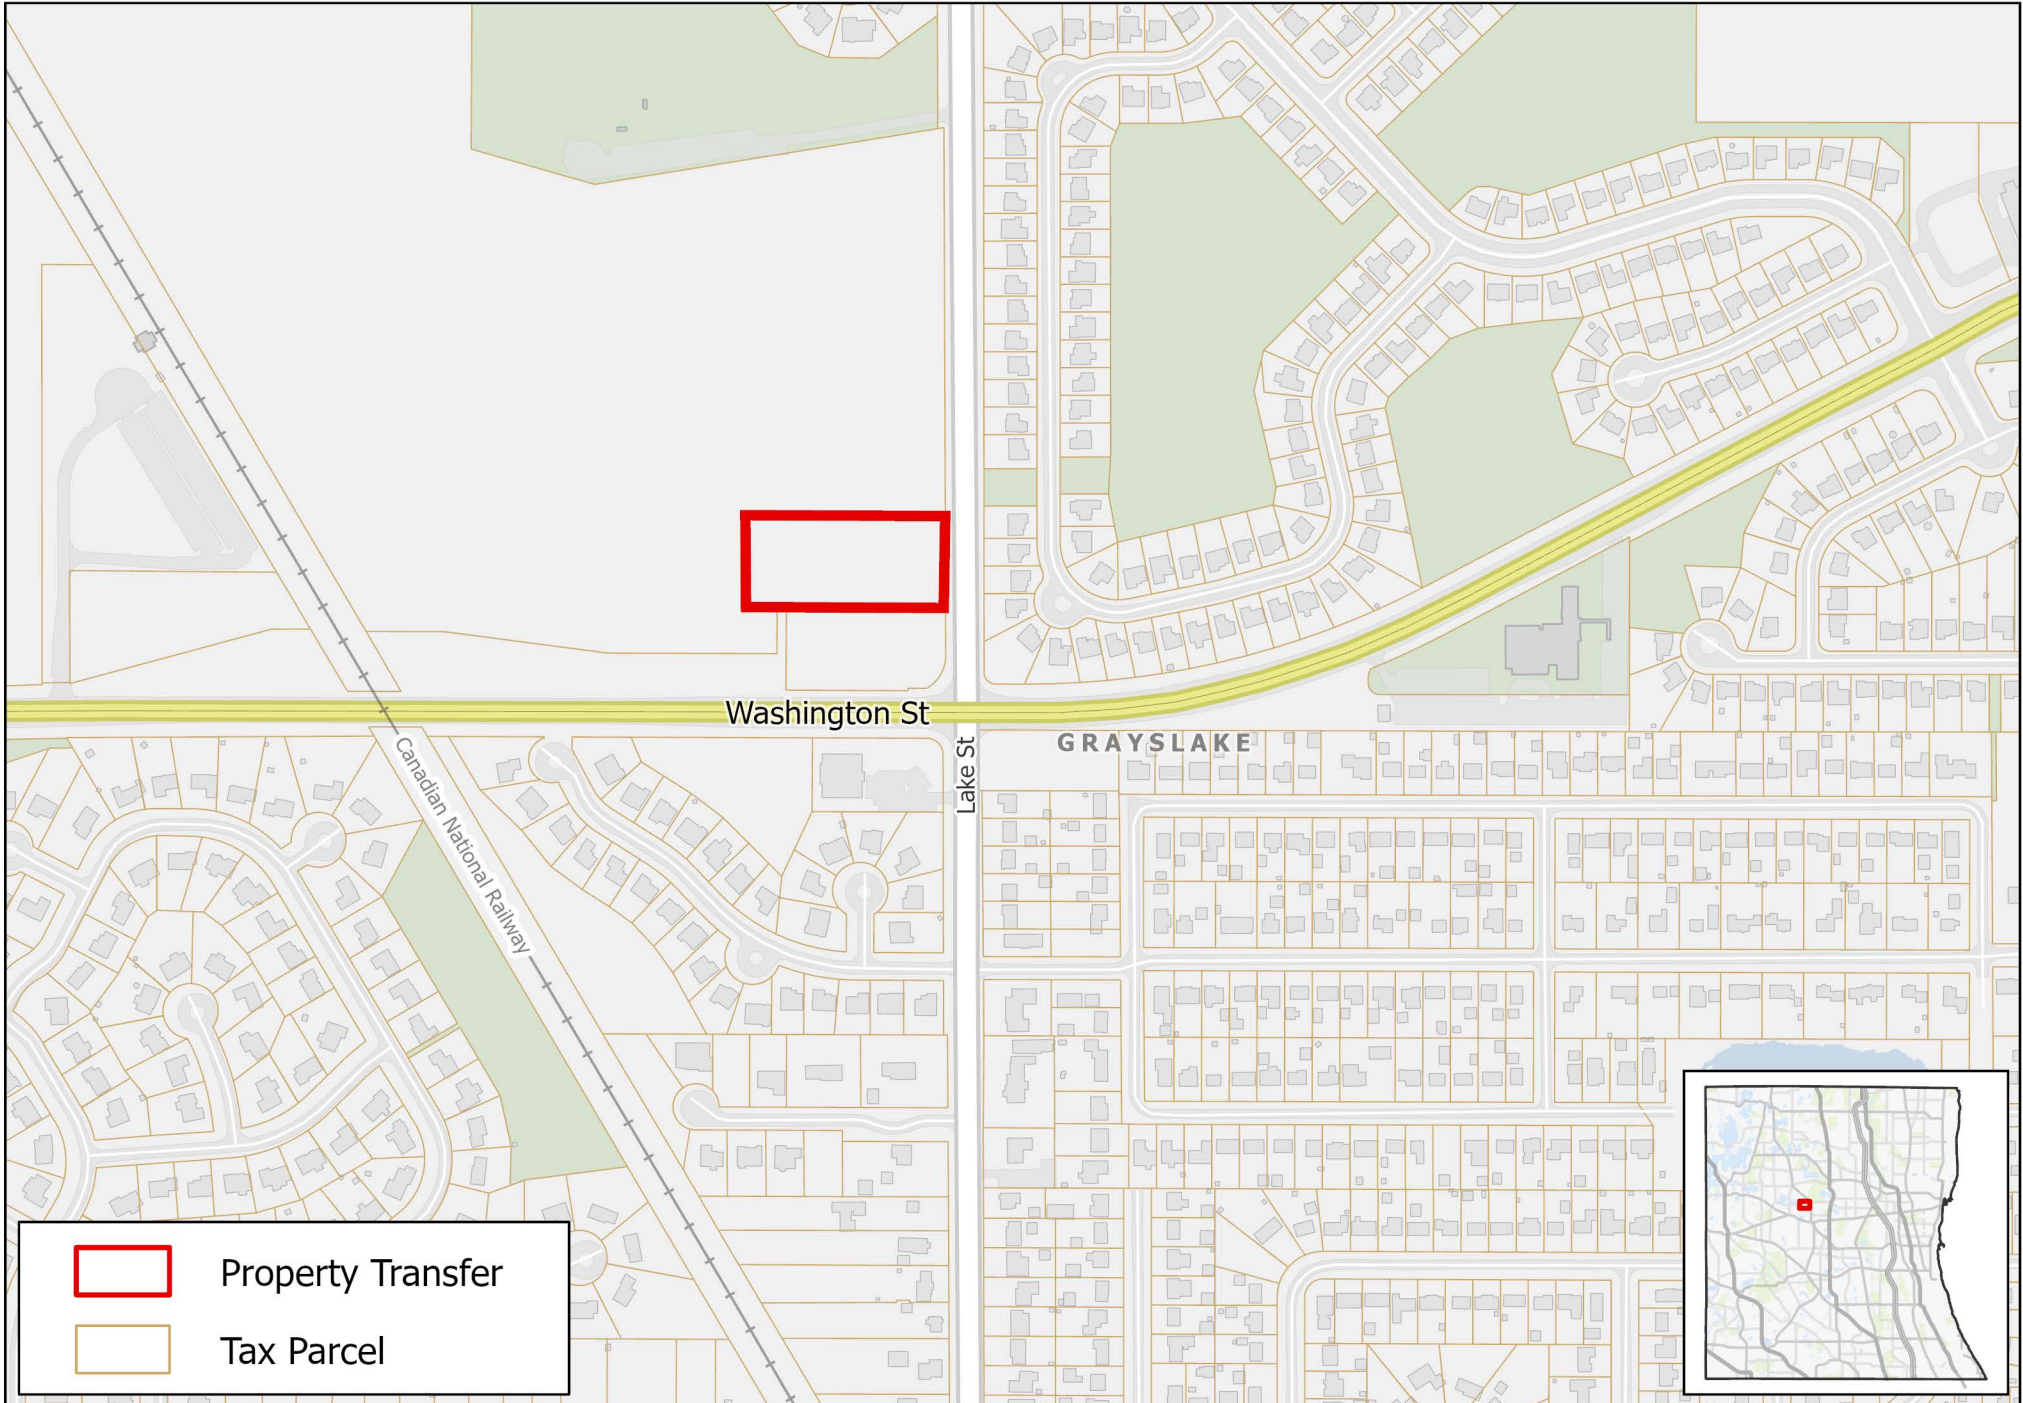 Washington St
GRAYSLAKE
Lake St
Canadian National Railway
Property Transfer
Tax Parcel